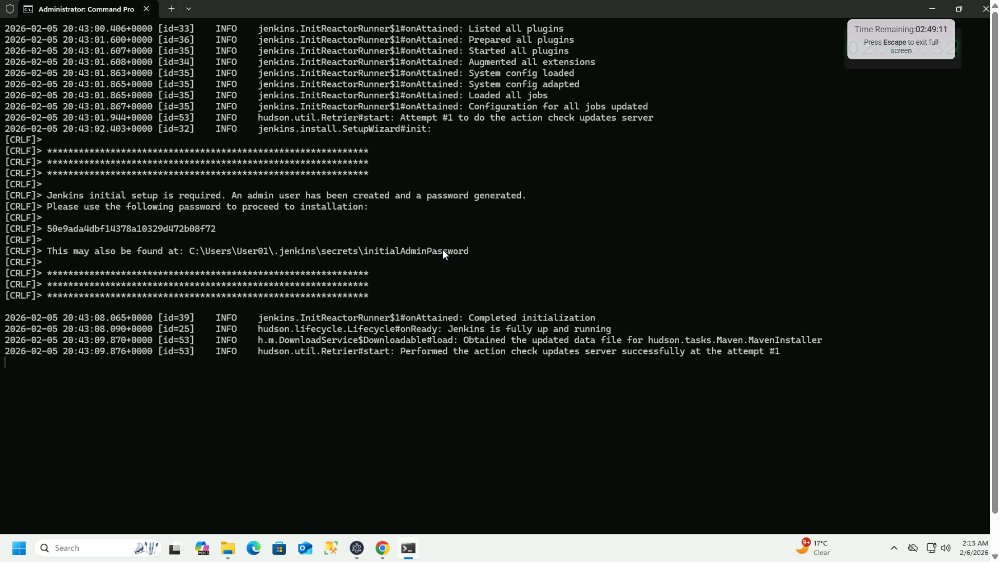 Administrator: Command Pro
2026-02-05 20:43:00.406+0000 [id=33] INFO jenkins.InitReactorRunner$1#onAttained: Listed all plugins
2026-02-05 20:43:01.600+0000 [id=36] INFO jenkins.InitReactorRunner$1#onAttained: Prepared all plugins
2026-02-05 20:43:01.607+0000 [id=35] INFO jenkins.InitReactorRunner$1#onAttained: Started all plugins
2026-02-05 20:43:01.608+0000 [id=34] INFO jenkins.InitReactorRunner$1#onAttained: Augmented all extensions
2026-02-05 20:43:01.863+0000 [id=35] INFO jenkins.InitReactorRunner$1#onAttained: System config loaded
2026-02-05 20:43:01.865+0000 [id=35] INFO jenkins.InitReactorRunner$1#onAttained: System config adapted
2026-02-05 20:43:01.865+0000 [id=35] INFO jenkins.InitReactorRunner$1#onAttained: Loaded all jobs
2026-02-05 20:43:01.867+0000 [id=35] INFO jenkins.InitReactorRunner$1#onAttained: Configuration for all jobs updated
2026-02-05 20:43:01.944+0000 [id=53] INFO hudson.util.Retrier#start: Attempt #1 to do the action check updates server
2026-02-05 20:43:02.403+0000 [id=32] INFO jenkins.install.SetupWizard#init:
[CRLF]>
[CRLF]> *************************************************************
[CRLF]> *************************************************************
[CRLF]> *************************************************************
[CRLF]>
[CRLF]> Jenkins initial setup is required. An admin user has been created and a password generated.
[CRLF]> Please use the following password to proceed to installation:
[CRLF]>
[CRLF]> 50e9ada4dbf14378a10329d472b08f72
[CRLF]>
[CRLF]> This may also be found at: C:\Users\User01\.jenkins\secrets\initialAdminPassword
[CRLF]>
[CRLF]> *************************************************************
[CRLF]> *************************************************************
[CRLF]> *************************************************************
2026-02-05 20:43:08.065+0000 [id=39] INFO jenkins.InitReactorRunner$1#onAttained: Completed initialization
2026-02-05 20:43:08.090+0000 [id=25] INFO hudson.lifecycle.Lifecycle#onReady: Jenkins is fully up and running
2026-02-05 20:43:09.870+0000 [id=53] INFO h.m.DownloadService$Downloadable#load: Obtained the updated data file for hudson.tasks.Maven.MavenInstaller
2026-02-05 20:43:09.876+0000 [id=53] INFO hudson.util.Retrier#start: Performed the action check updates server successfully at the attempt #1
Time Remaining:02:49:11
Press Escape to exit full
screen
Search
M365
9+
17°C
Clear
2:15 AM
2/6/2026